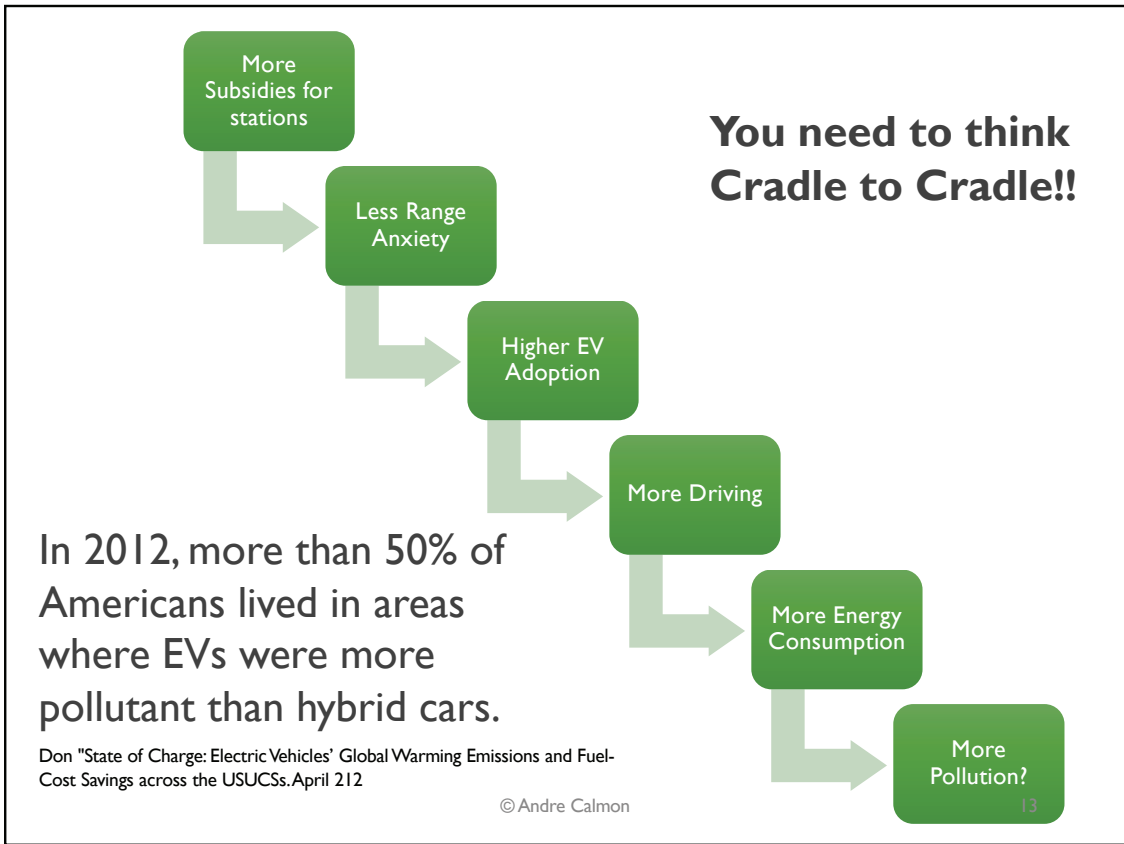 More
Subsidies for
stations
You need to think
Cradle to Cradle!!
Less Range
Anxiety
Higher EV
Adoption
More Driving
In 2012, more than 50% of
Americans lived in areas
where EVs were more
pollutant than hybrid cars.
More Energy
Consumption
Don "State of Charge: Electric Vehicles’ Global Warming Emissions and Fuel-
Cost Savings across the USUCSs. April 212
More
Pollution?
© Andre Calmon
13